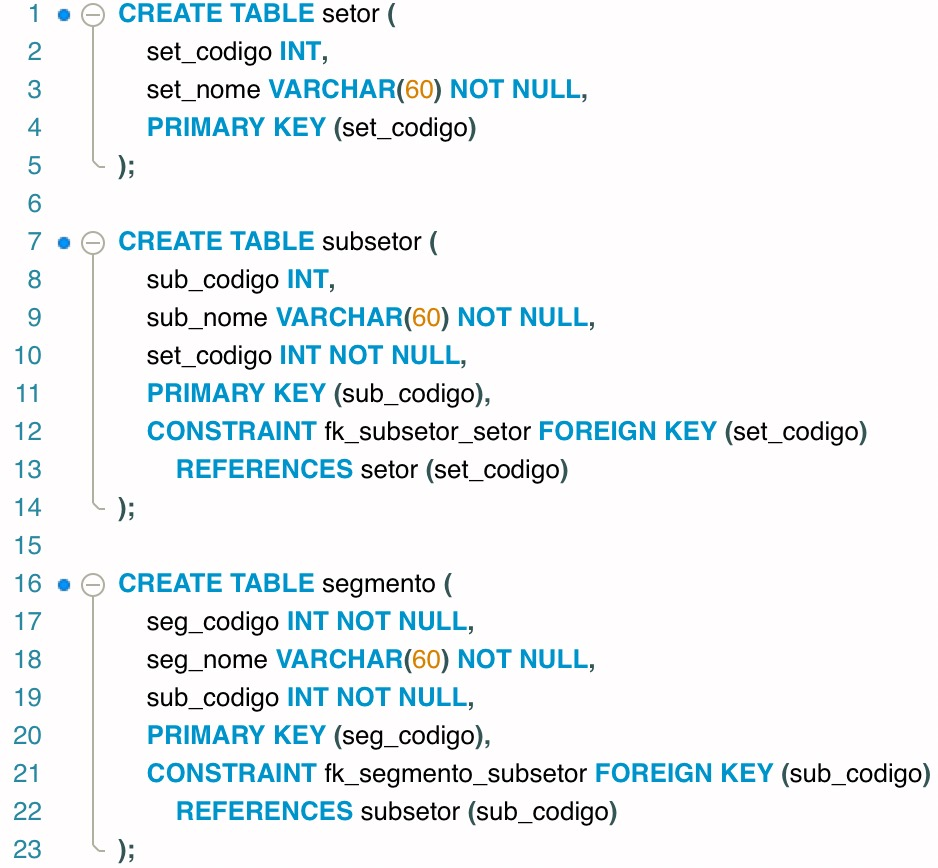 1 CREATE TABLE setor (
2 set_codigo INT,
3 set_nome VARCHAR(60) NOT NULL,
4 PRIMARY KEY (set_codigo)
5 );
6
7 CREATE TABLE subsetor (
8 sub_codigo INT,
9 sub_nome VARCHAR(60) NOT NULL,
10 set_codigo INT NOT NULL,
11 PRIMARY KEY (sub_codigo),
12 CONSTRAINT fk_subsetor_setor FOREIGN KEY (set_codigo)
13 REFERENCES setor (set_codigo)
14 );
15
16 CREATE TABLE segmento (
17 seg_codigo INT NOT NULL,
18 seg_nome VARCHAR(60) NOT NULL,
19 sub_codigo INT NOT NULL,
20 PRIMARY KEY (seg_codigo),
21 CONSTRAINT fk_segmento_subsetor FOREIGN KEY (sub_codigo)
22 REFERENCES subsetor (sub_codigo)
23 );